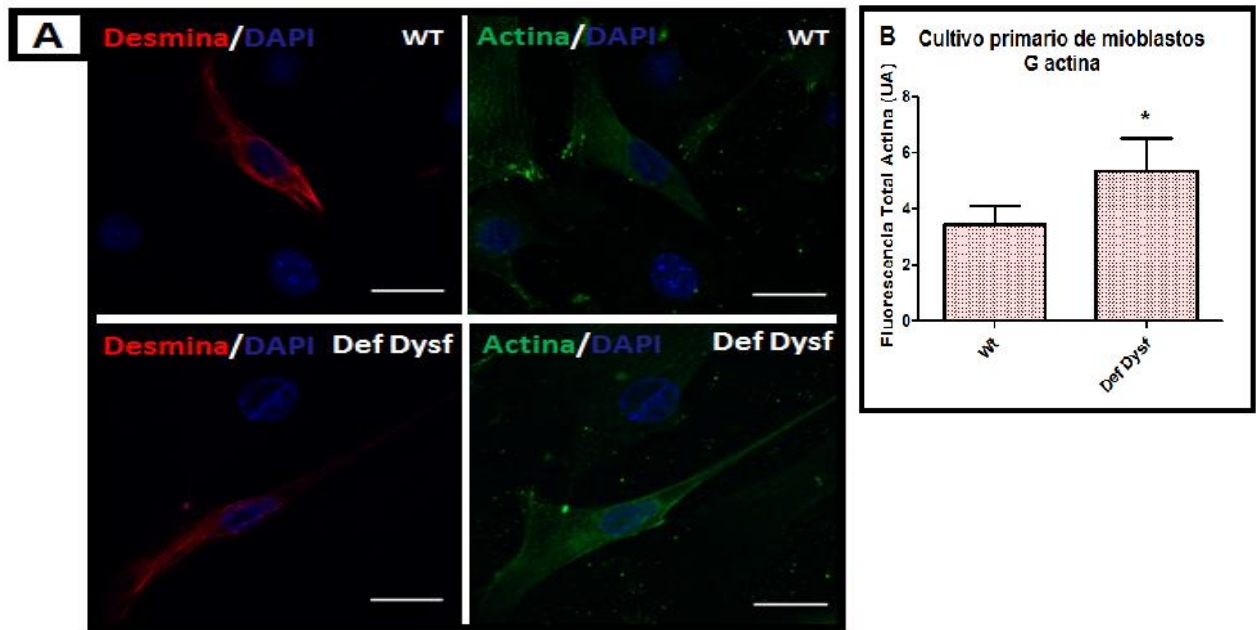 A
Desmina/DAPI WT
Actina/DAPI WT
Desmina/DAPI Def Dysf
Actina/DAPI Def Dysf
B Cultivo primario de mioblastos
G actina
Fluorescencia Total Actina (UA)
8
*
6
4
2
0
Wt
Def Dysf